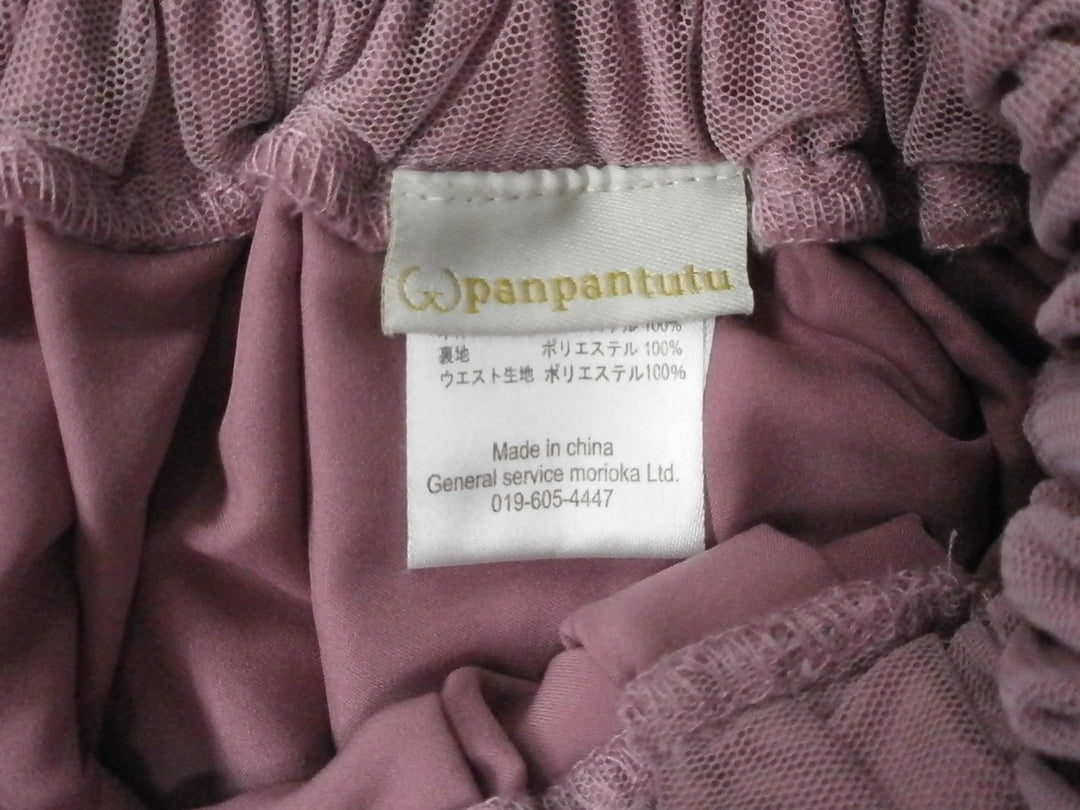 panpantutu
100%
裏地 ポリエステル 100%
ウエスト生地 ポリエステル100%
Made in china
General service morioka Ltd.
019-605-4447